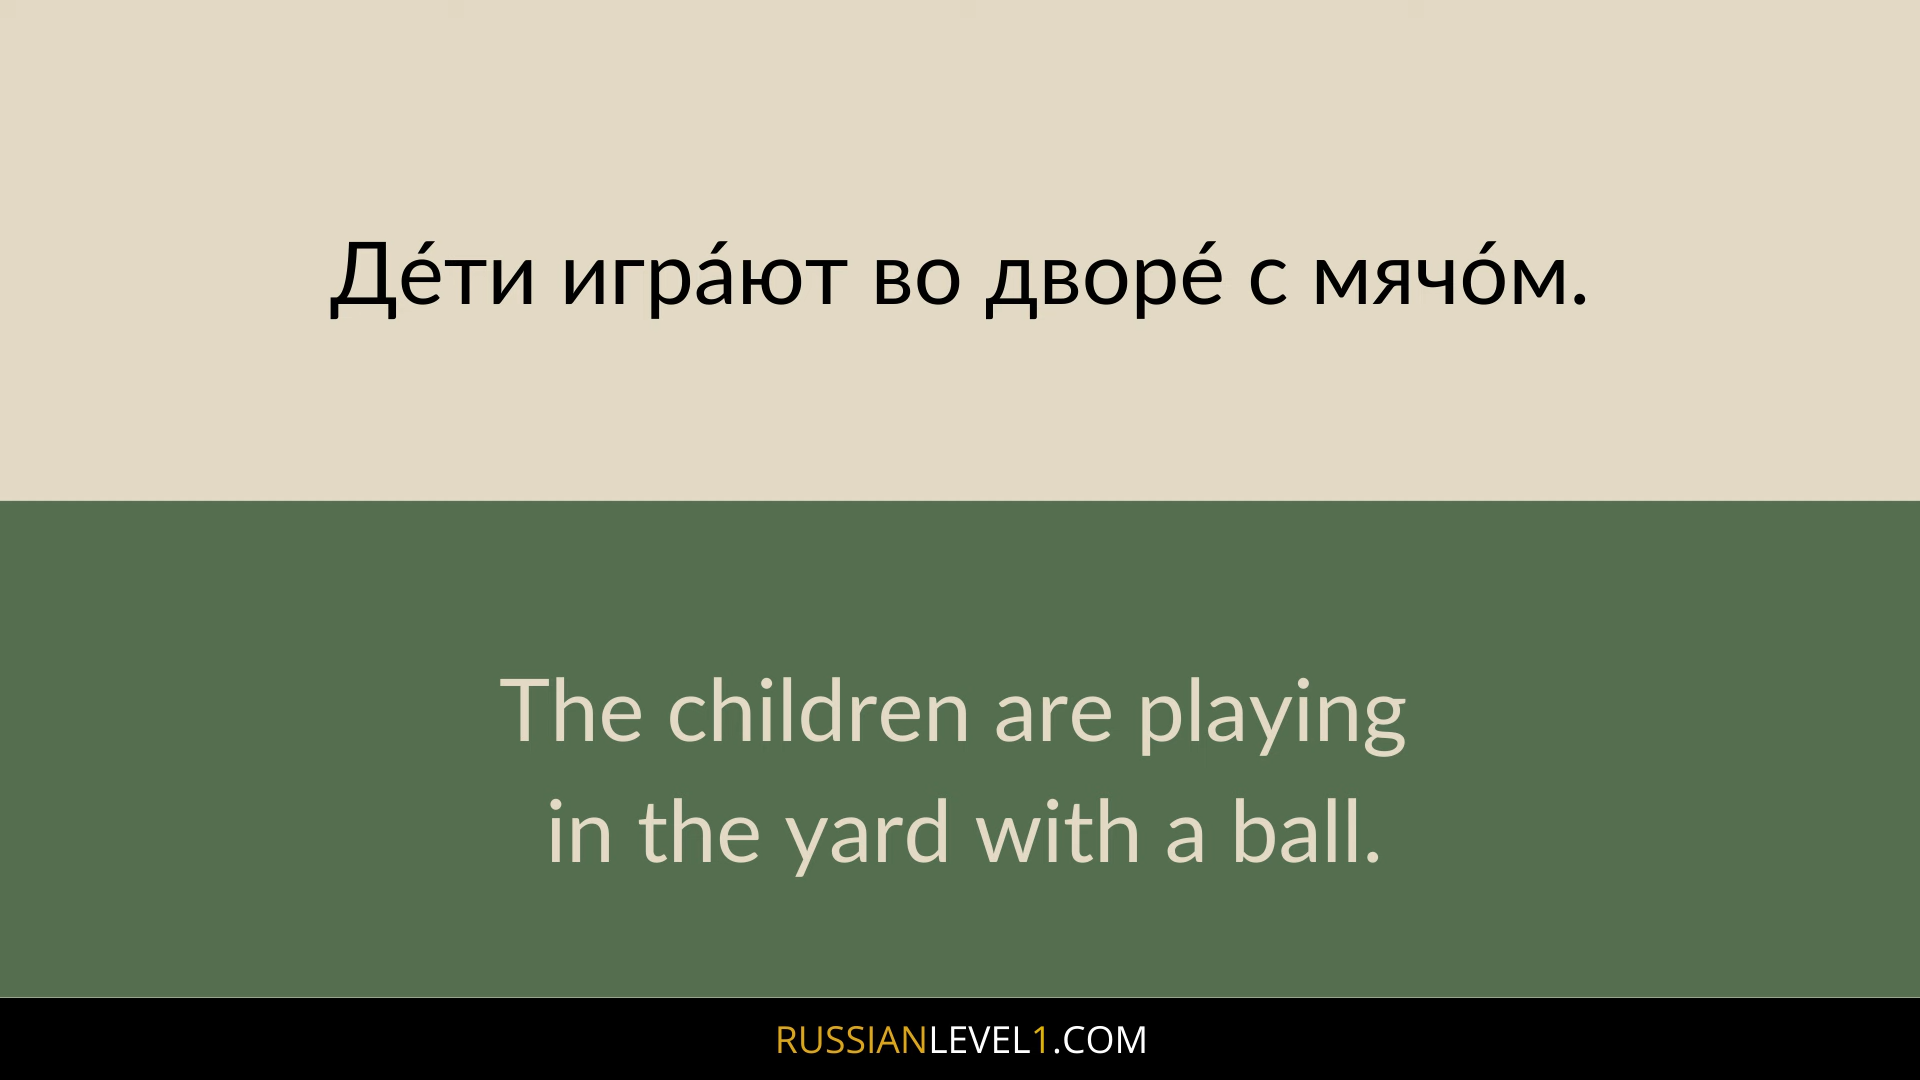 Де́ти игра́ют во дворе́ с мячо́м.
The children are playing
in the yard with a ball.
RUSSIANLEVEL1.COM